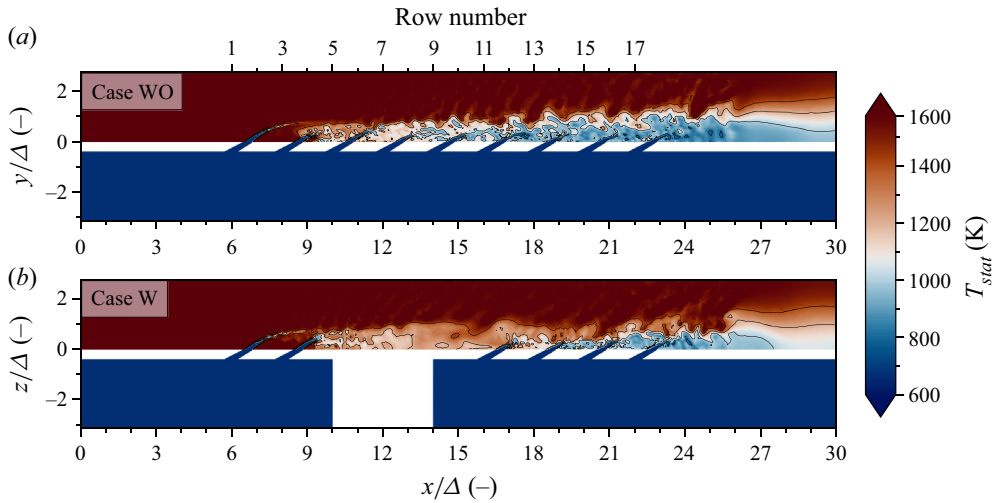 Row number
(a)
1 3 5 7 9 11 13 15 17
Case WO
y/Δ (–)
2
0
–2
0 3 6 9 12 15 18 21 24 27 30
(b)
Case W
z/Δ (–)
2
0
–2
0 3 6 9 12 15 18 21 24 27 30
x/Δ (–)
1600
1400
1200
1000
800
600
T_stat (K)